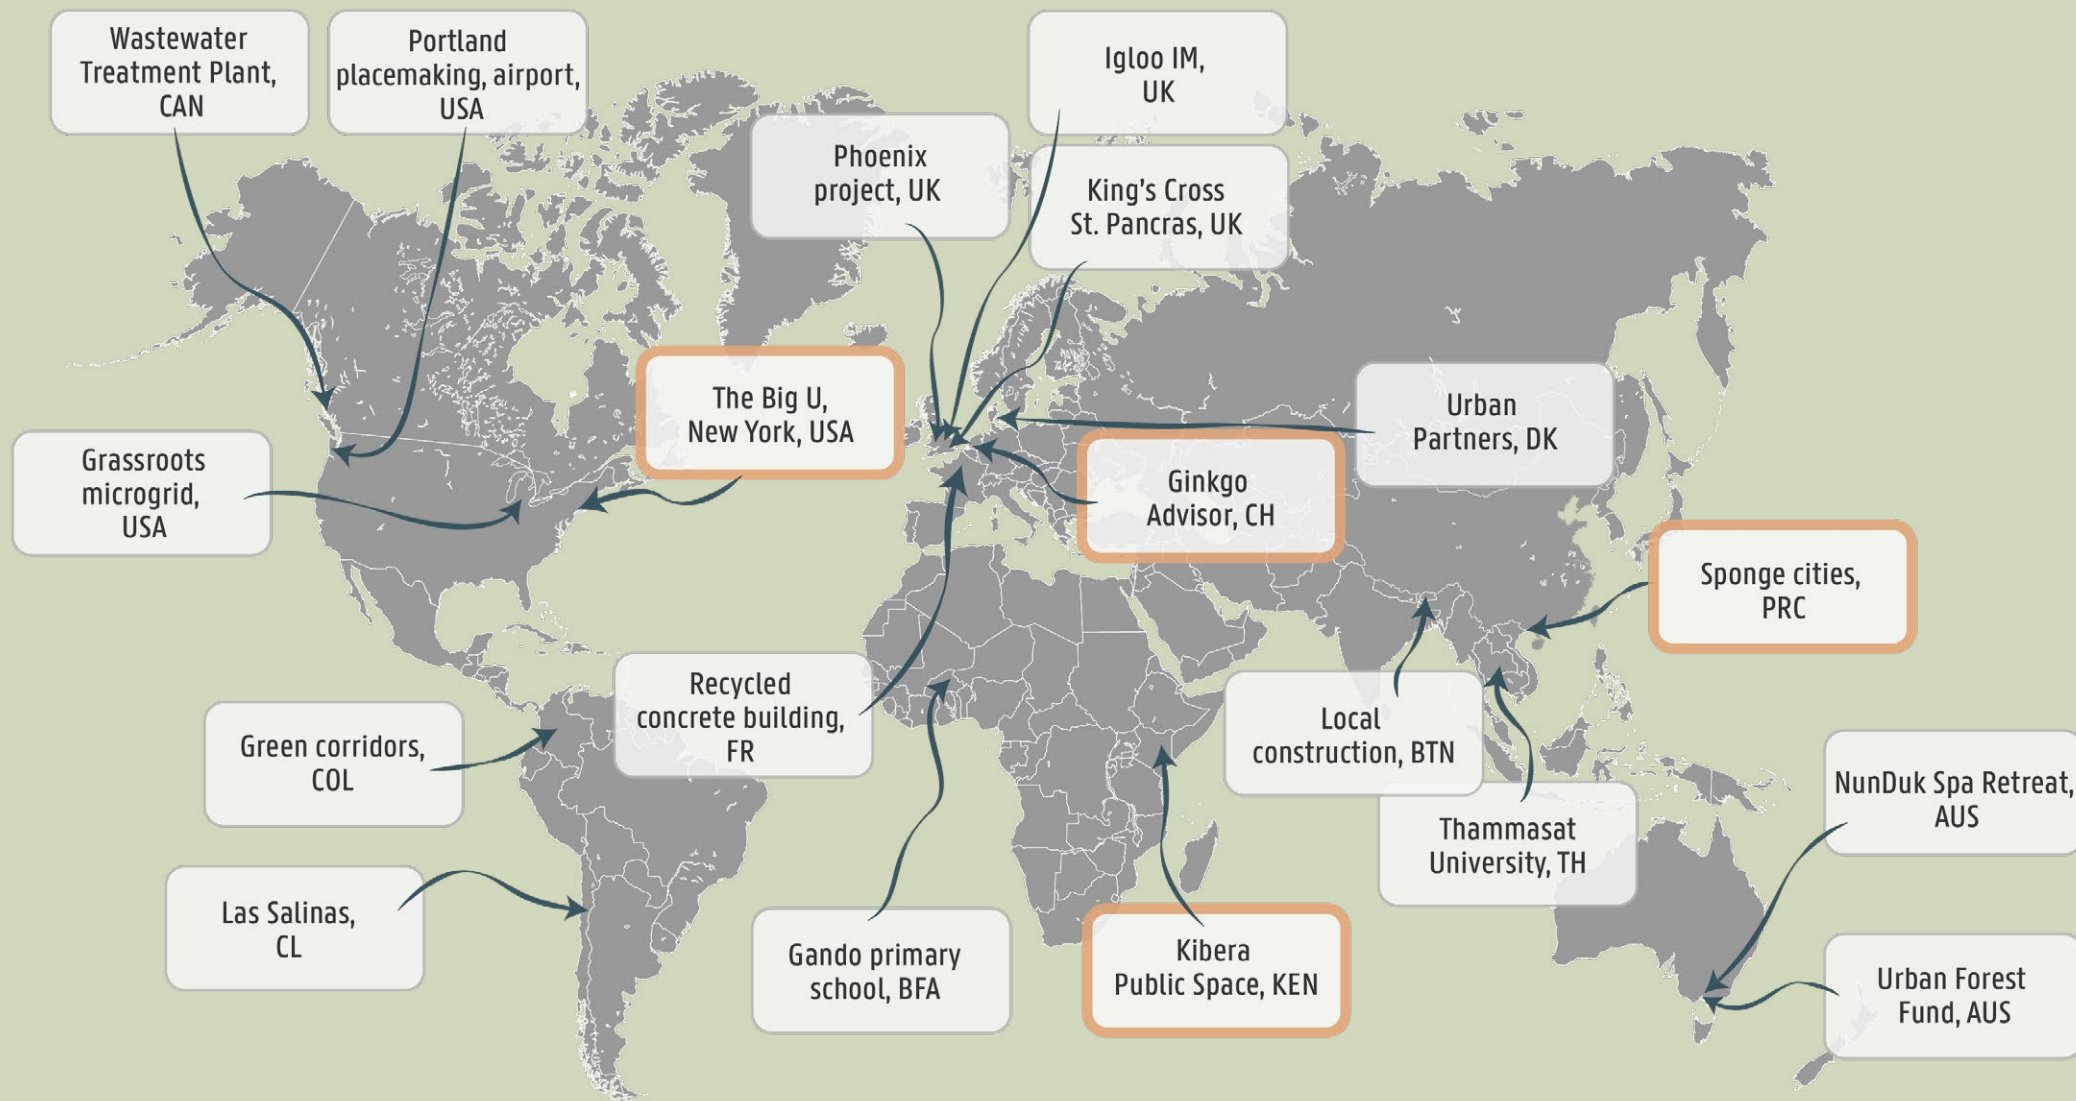 Wastewater
Treatment Plant,
CAN
Portland
placemaking, airport,
USA
Igloo IM,
UK
Phoenix
project, UK
King's Cross
St. Pancras, UK
The Big U,
New York, USA
Urban
Partners, DK
Grassroots
microgrid,
USA
Ginkgo
Advisor, CH
Sponge cities,
PRC
Recycled
concrete building,
FR
Local
construction, BTN
Green corridors,
COL
NunDuk Spa Retreat,
AUS
Thammasat
University, TH
Las Salinas,
CL
Gando primary
school, BFA
Kibera
Public Space, KEN
Urban Forest
Fund, AUS